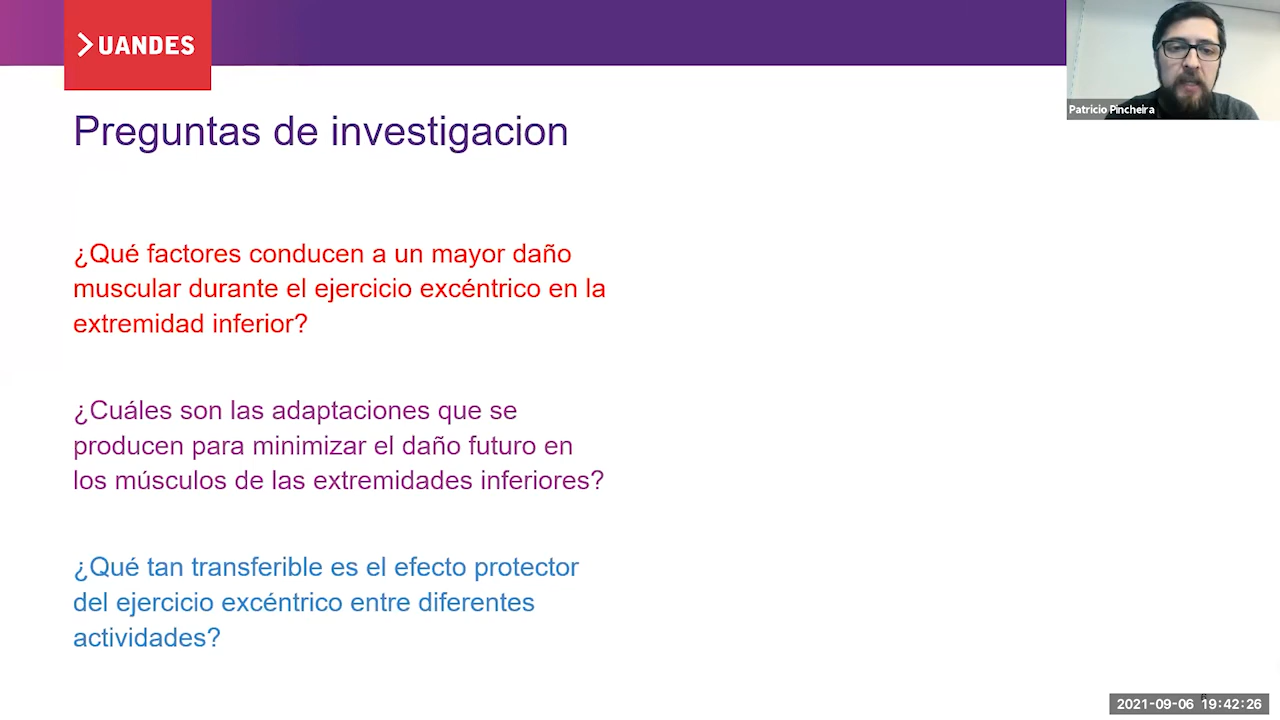 UANDES
Patricio Pincheira
Preguntas de investigacion
¿Qué factores conducen a un mayor daño
muscular durante el ejercicio excéntrico en la
extremidad inferior?
¿Cuáles son las adaptaciones que se
producen para minimizar el daño futuro en
los músculos de las extremidades inferiores?
¿Qué tan transferible es el efecto protector
del ejercicio excéntrico entre diferentes
actividades?
2021-09-06 19:42:26